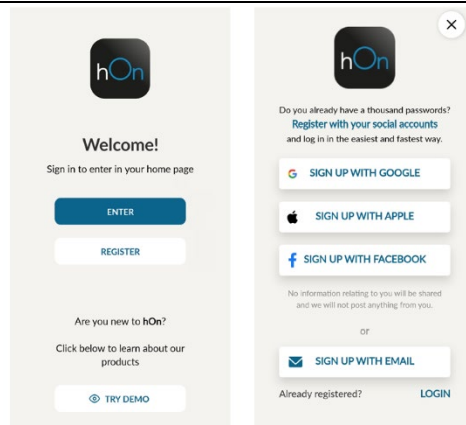 hOn
Welcome!
Sign in to enter in your home page
ENTER
REGISTER
Are you new to hOn?
Click below to learn about our
products
TRY DEMO
hOn
Do you already have a thousand passwords?
Register with your social accounts
and log in in the easiest and fastest way.
SIGN UP WITH GOOGLE
SIGN UP WITH APPLE
SIGN UP WITH FACEBOOK
No information relating to you will be shared
and we will not post anything from you.
or
SIGN UP WITH EMAIL
Already registered? LOGIN